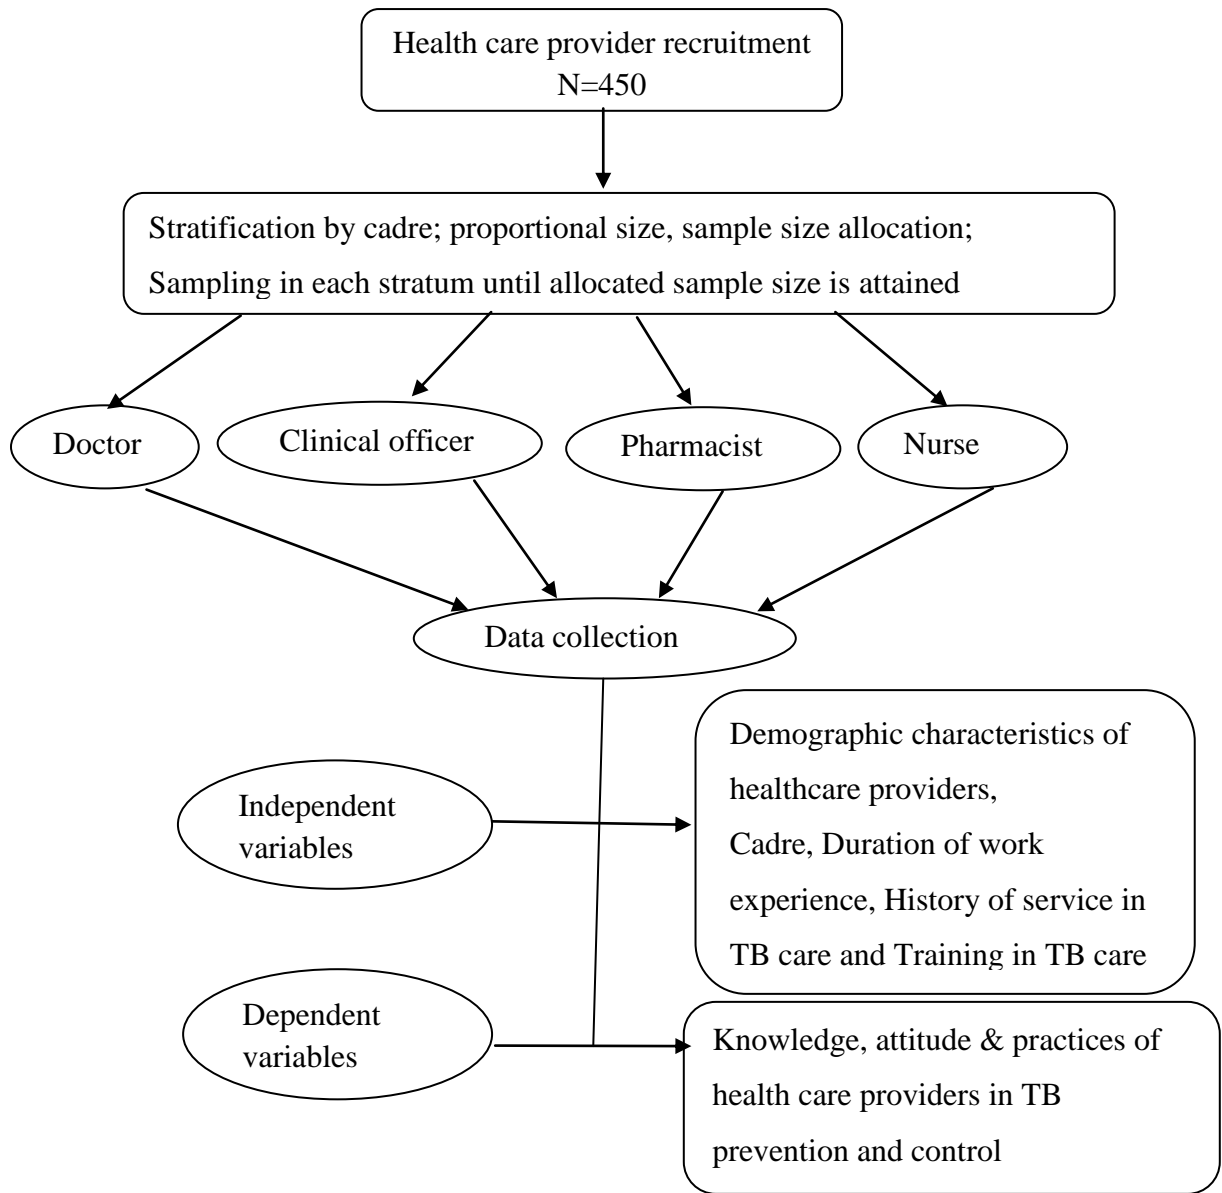 Health care provider recruitment
N=450
Stratification by cadre; proportional size, sample size allocation;
Sampling in each stratum until allocated sample size is attained
Doctor
Clinical officer
Pharmacist
Nurse
Data collection
Independent
variables
Demographic characteristics of
healthcare providers,
Cadre, Duration of work
experience, History of service in
TB care and Training in TB care
Dependent
variables
Knowledge, attitude & practices of
health care providers in TB
prevention and control